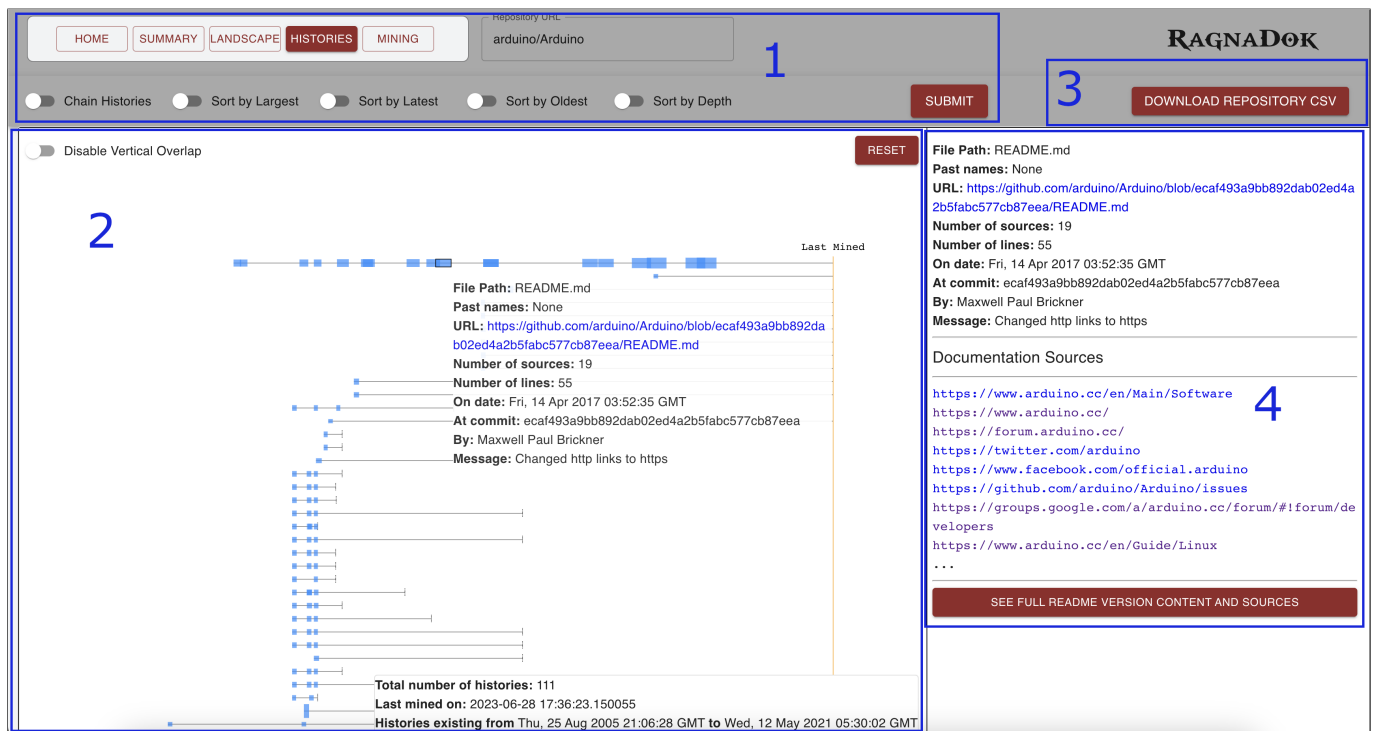 Repository URL
HOME SUMMARY LANDSCAPE HISTORIES MINING
arduino/Arduino
1
RAGNADOK
Chain Histories Sort by Largest Sort by Latest Sort by Oldest Sort by Depth
SUBMIT
3
DOWNLOAD REPOSITORY CSV
Disable Vertical Overlap
RESET
2
Last Mined
File Path: README.md
Past names: None
URL: https://github.com/arduino/Arduino/blob/ecaf493a9bb892da
b02ed4a2b5fabc577cb87eea/README.md
Number of sources: 19
Number of lines: 55
On date: Fri, 14 Apr 2017 03:52:35 GMT
At commit: ecaf493a9bb892dab02ed4a2b5fabc577cb87eea
By: Maxwell Paul Brickner
Message: Changed http links to https
Total number of histories: 111
Last mined on: 2023-06-28 17:36:23.150055
Histories existing from Thu, 25 Aug 2005 21:06:28 GMT to Wed, 12 May 2021 05:30:02 GMT
File Path: README.md
Past names: None
URL: https://github.com/arduino/Arduino/blob/ecaf493a9bb892dab02ed4a
2b5fabc577cb87eea/README.md
Number of sources: 19
Number of lines: 55
On date: Fri, 14 Apr 2017 03:52:35 GMT
At commit: ecaf493a9bb892dab02ed4a2b5fabc577cb87eea
By: Maxwell Paul Brickner
Message: Changed http links to https
Documentation Sources
4
https://www.arduino.cc/en/Main/Software
https://www.arduino.cc/
https://forum.arduino.cc/
https://twitter.com/arduino
https://www.facebook.com/official.arduino
https://github.com/arduino/Arduino/issues
https://groups.google.com/a/arduino.cc/forum/#!forum/de
velopers
https://www.arduino.cc/en/Guide/Linux
...
SEE FULL README VERSION CONTENT AND SOURCES